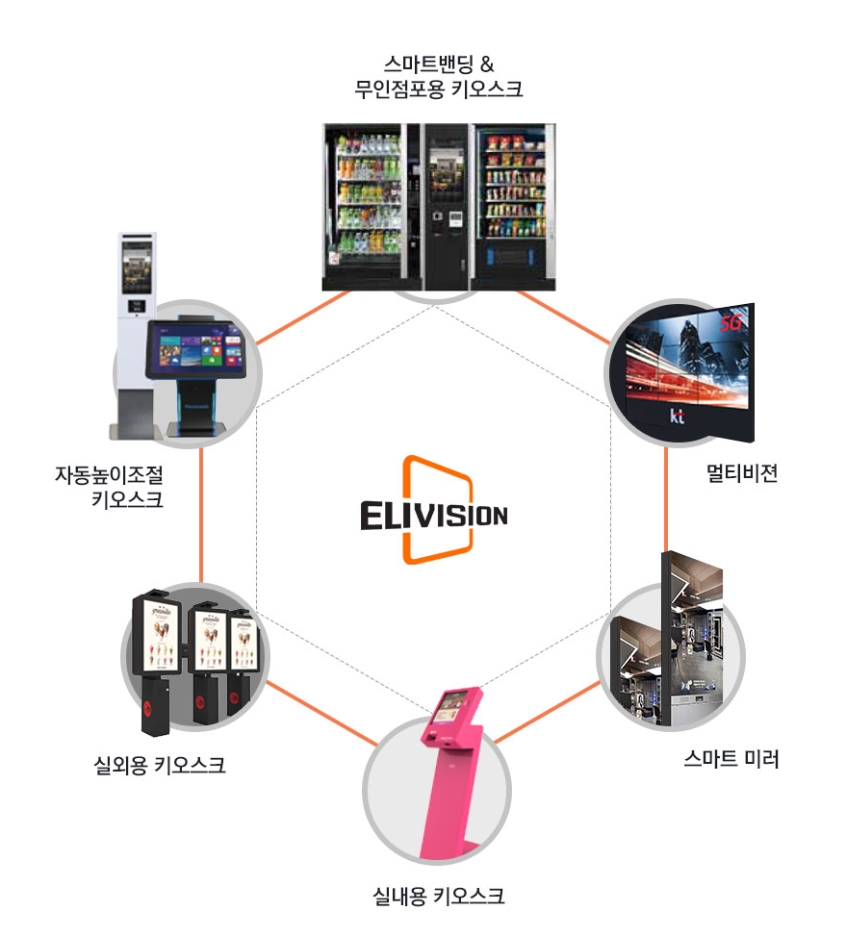 스마트밴딩 &
무인점포용 키오스크
5G
kt
자동높이조절
키오스크
멀티비젼
ELIVISION
실외용 키오스크
스마트 미러
실내용 키오스크